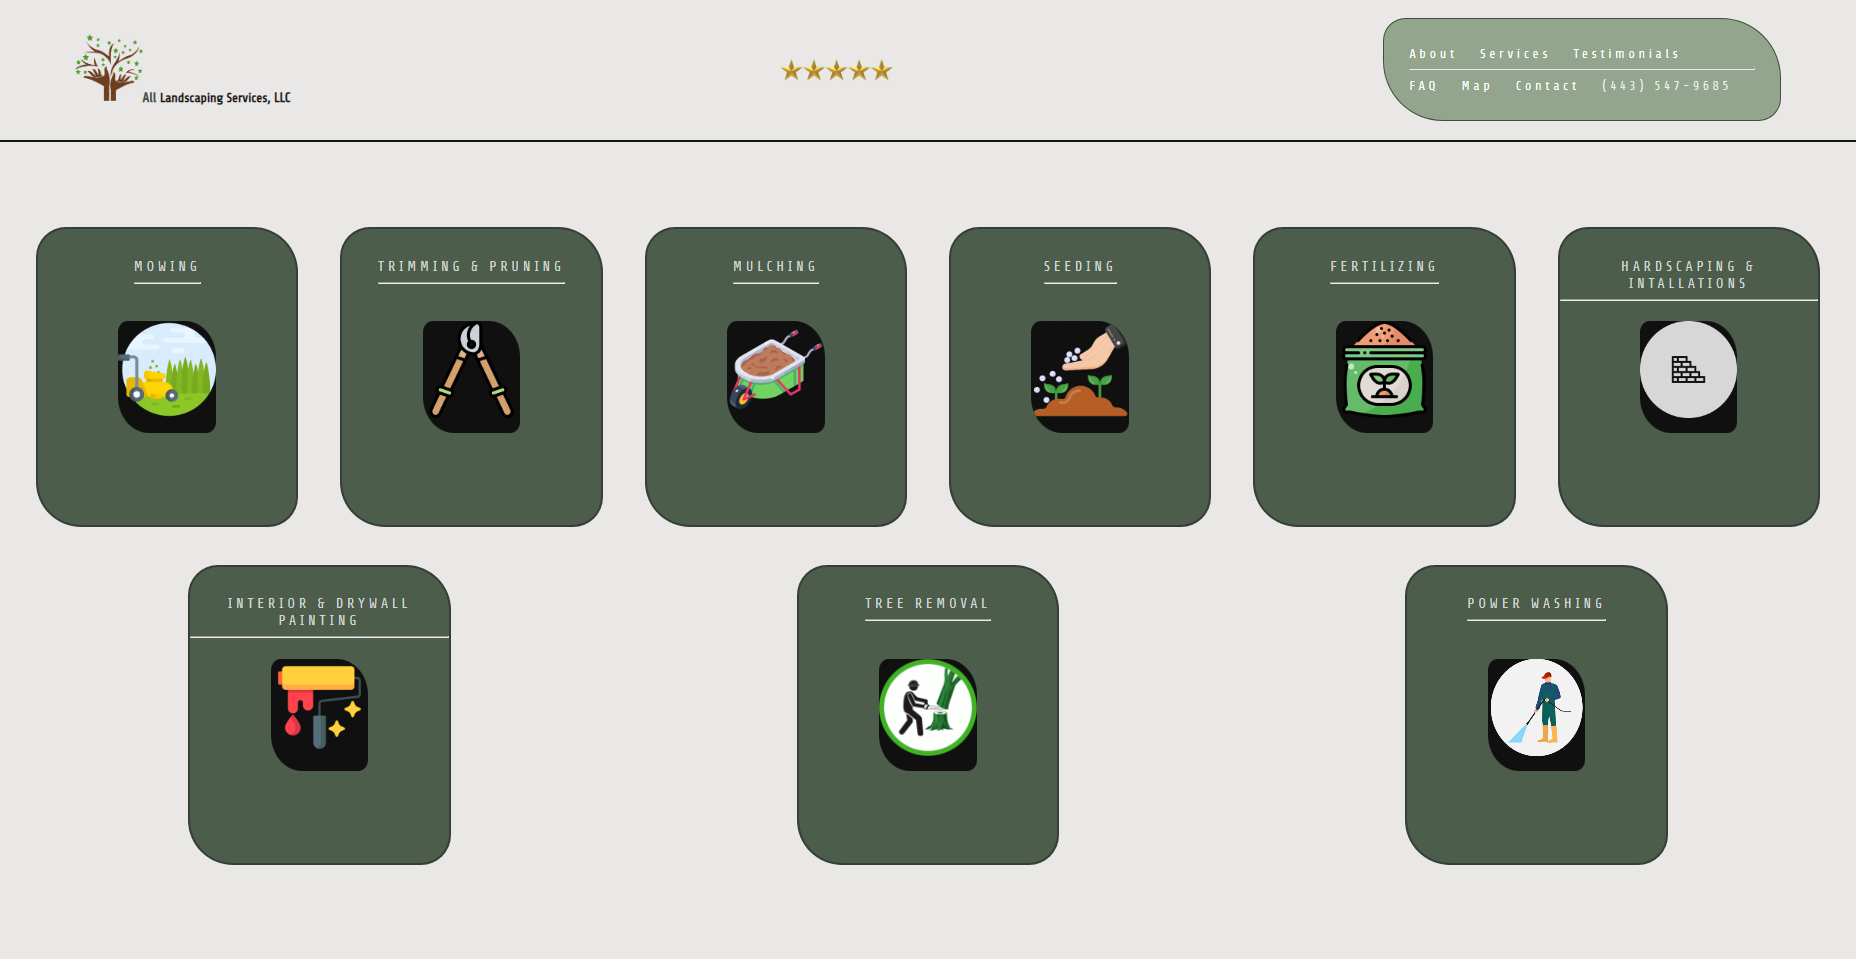 All Landscaping Services, LLC
About Services Testimonials
FAQ Map Contact (443) 547-9685
MOWING
TRIMMING & PRUNING
MULCHING
SEEDING
FERTILIZING
HARDSCAPING &
INTALLATIONS
INTERIOR & DRYWALL
PAINTING
TREE REMOVAL
POWER WASHING